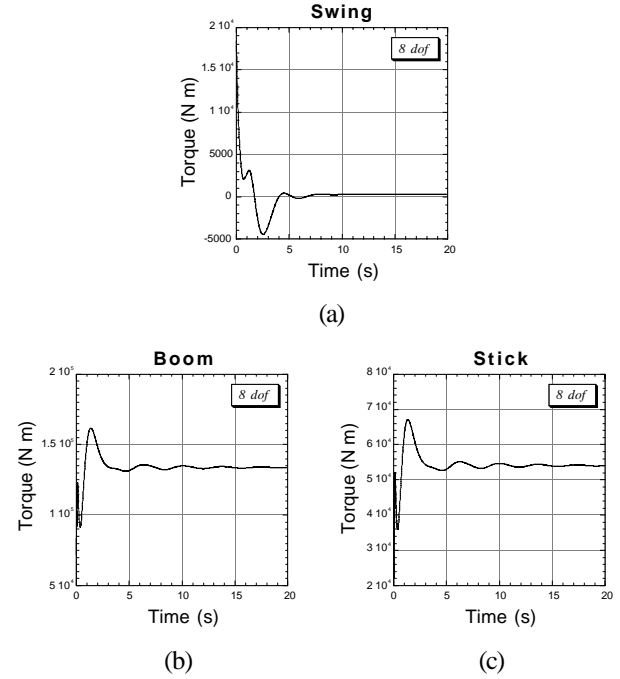 Swing
2 10⁴
8 dof
1.5 10⁴
1 10⁴
5000
0
-5000
Torque (N m)
0 5 10 15 20
Time (s)
(a)
Boom
2 10⁵
8 dof
1.5 10⁵
1 10⁵
5 10⁴
Torque (N m)
0 5 10 15 20
Time (s)
(b)
Stick
8 10⁴
8 dof
7 10⁴
6 10⁴
5 10⁴
4 10⁴
3 10⁴
2 10⁴
Torque (N m)
0 5 10 15 20
Time (s)
(c)